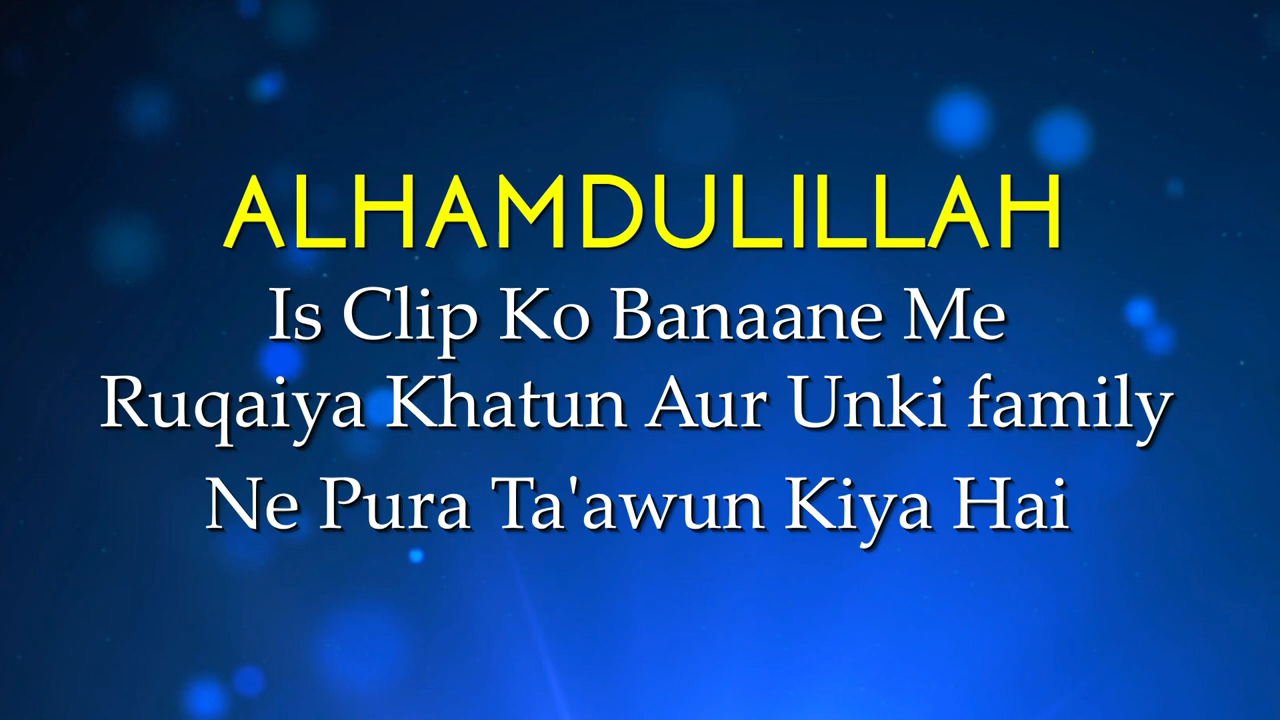 ALHAMDULILLAH
Is Clip Ko Banaane Me
Ruqaiya Khatun Aur Unki family
Ne Pura Ta'awun Kiya Hai